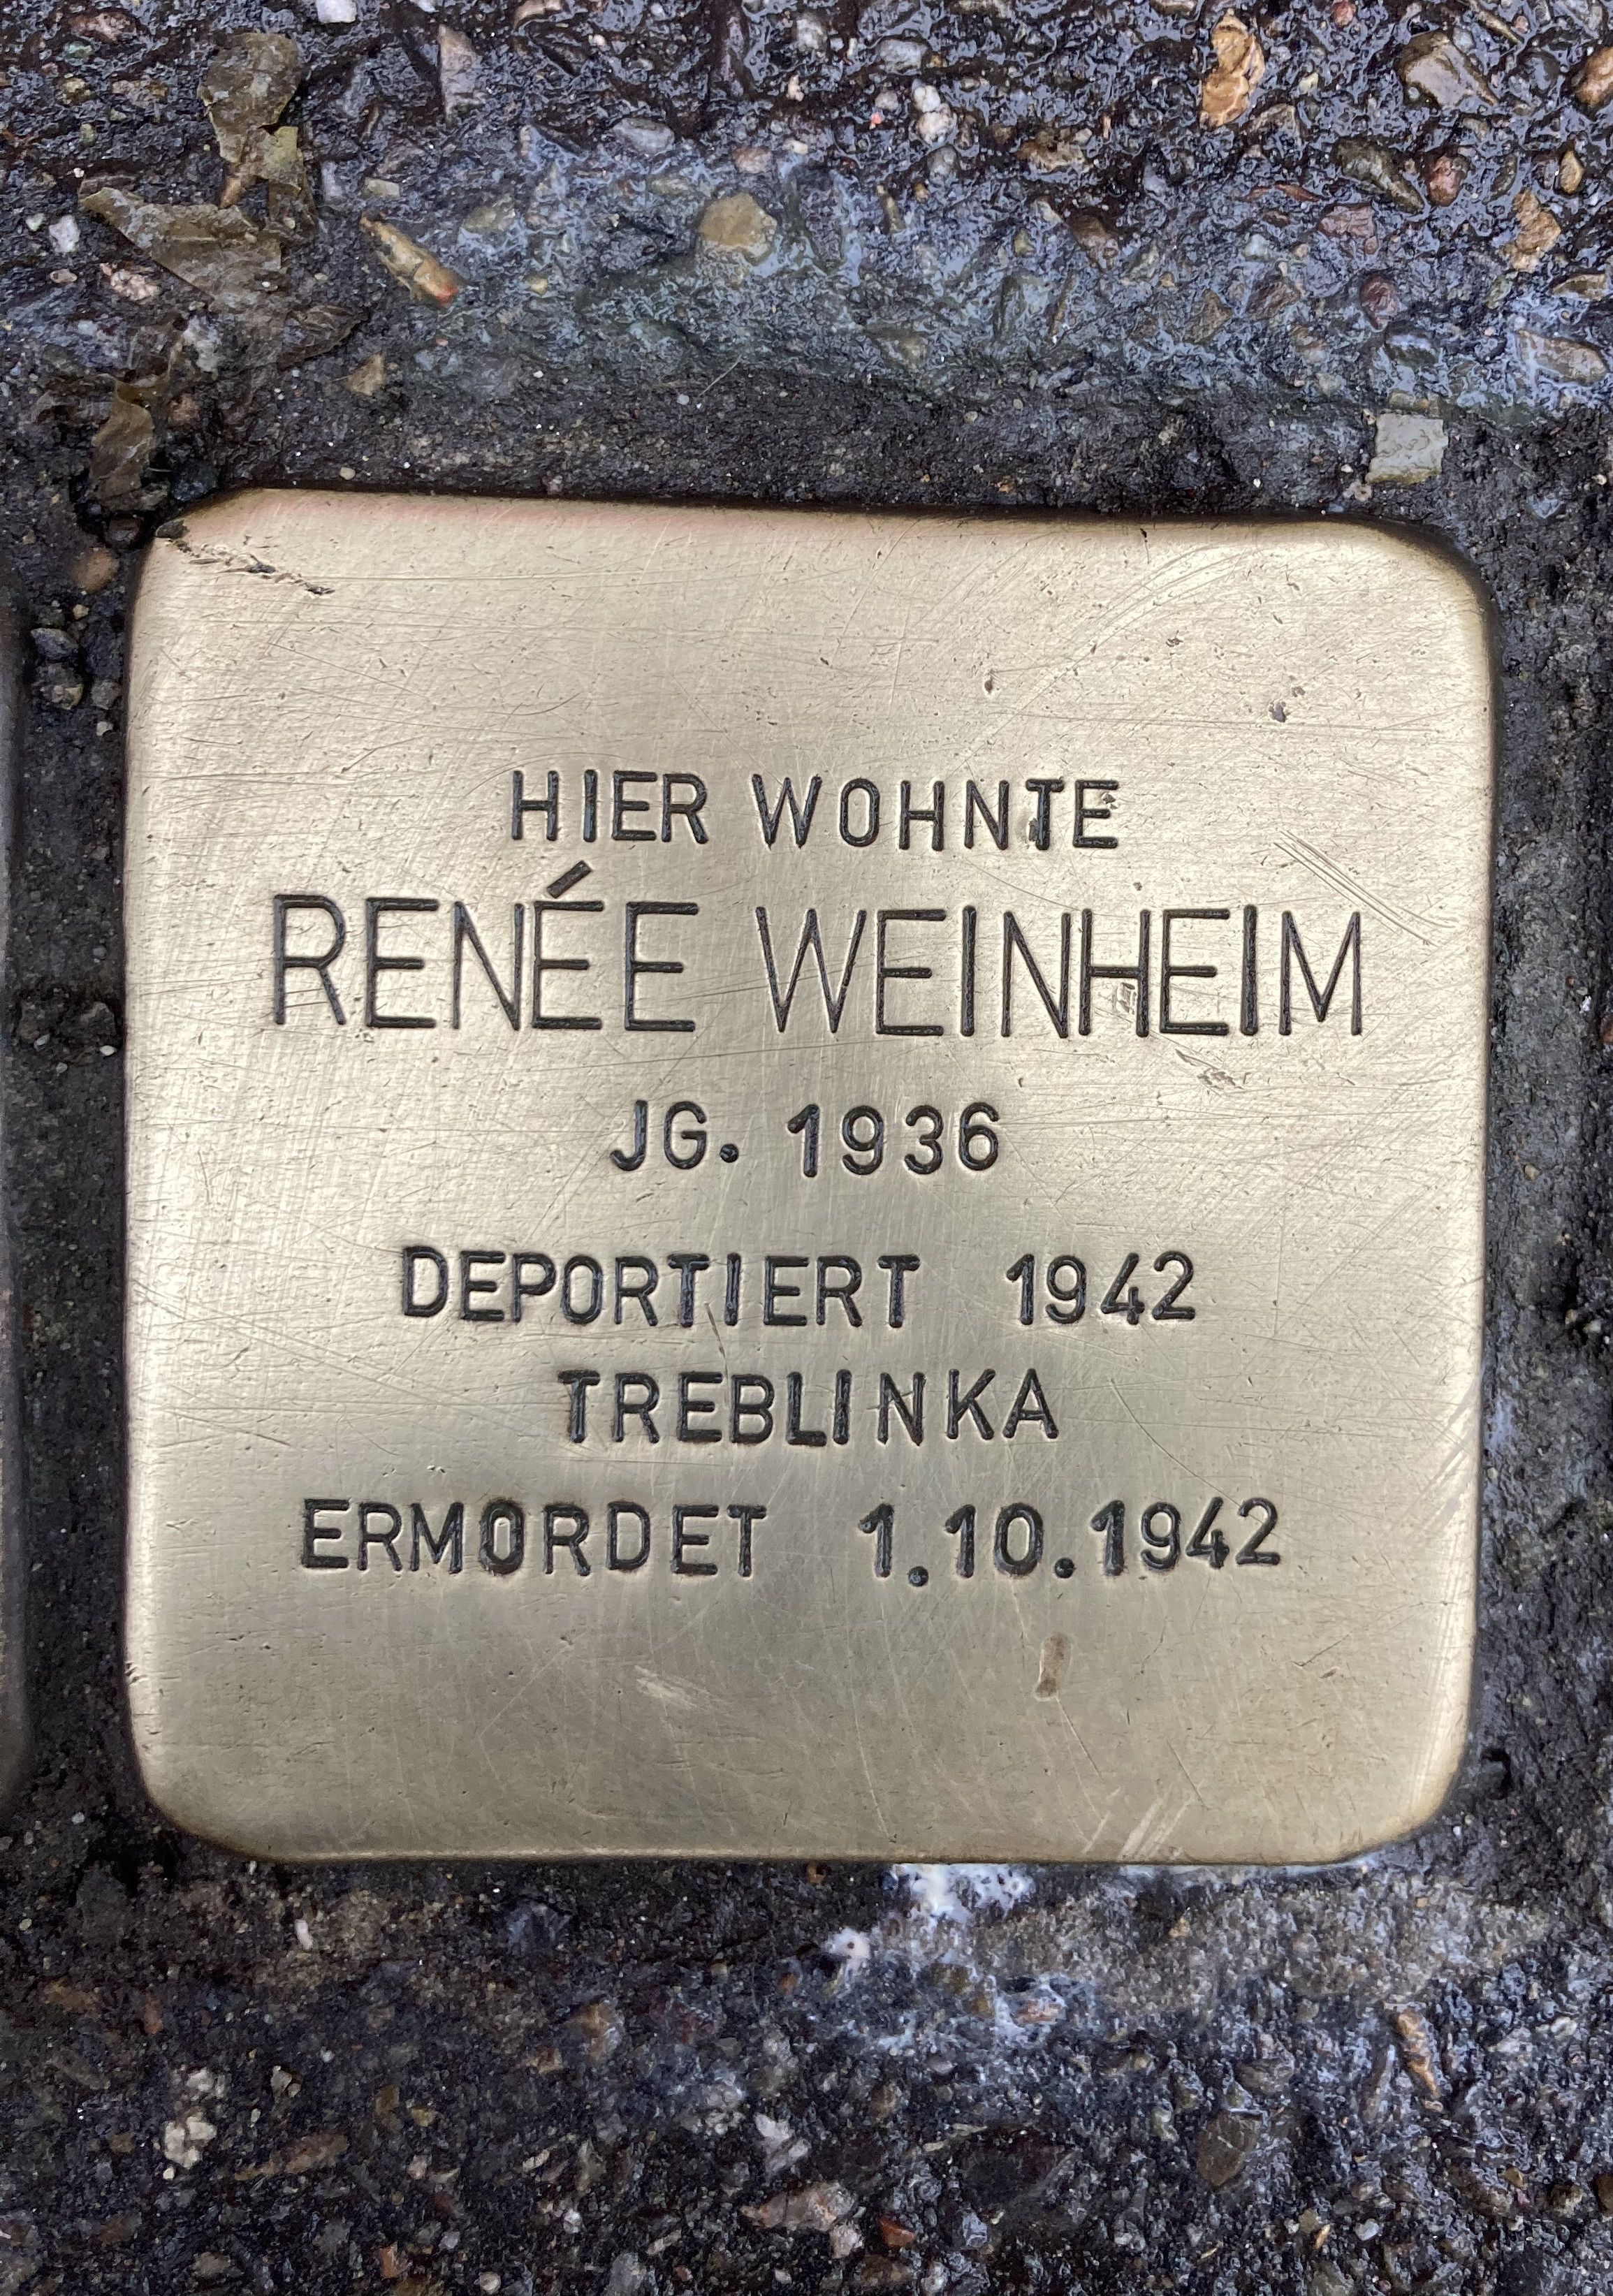 HIER WOHNTE
RENÉE WEINHEIM
JG. 1936
DEPORTIERT 1942
TREBLINKA
ERMORDET 1.10.1942